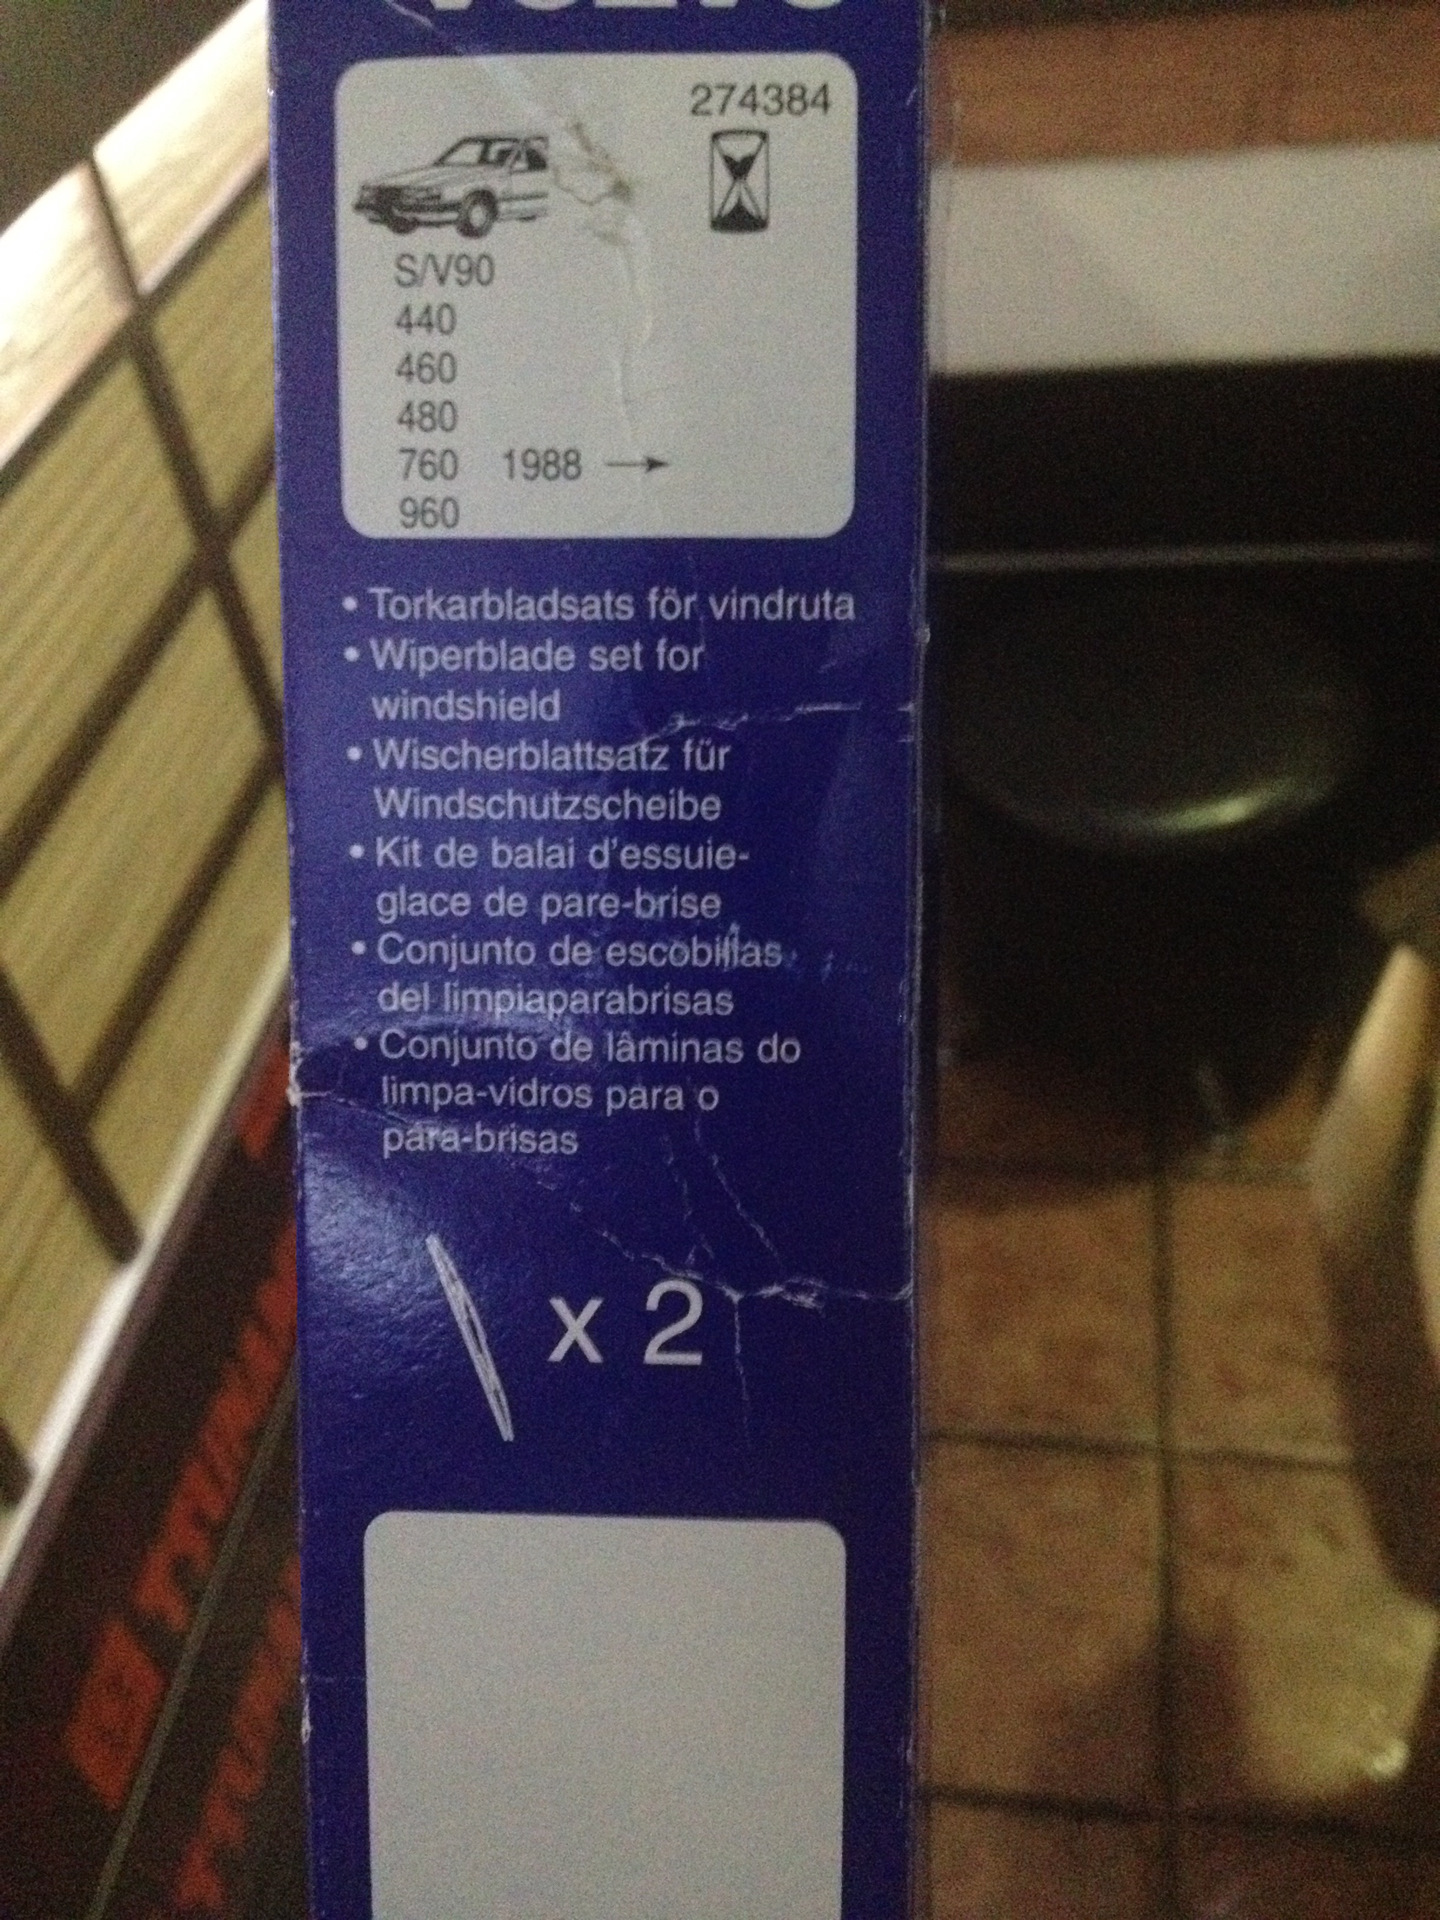 VOLVO
274384
S/V90
440
460
480
760 1988 →
960
• Torkarbladsats för vindruta
• Wiperblade set for
windshield
• Wischerblattsatz für
Windschutzscheibe
• Kit de balai d'essuie-
glace de pare-brise
• Conjunto de escobillas
del limpiaparabrisas
• Conjunto de lâminas do
limpa-vidros para o
pára-brisas
x 2